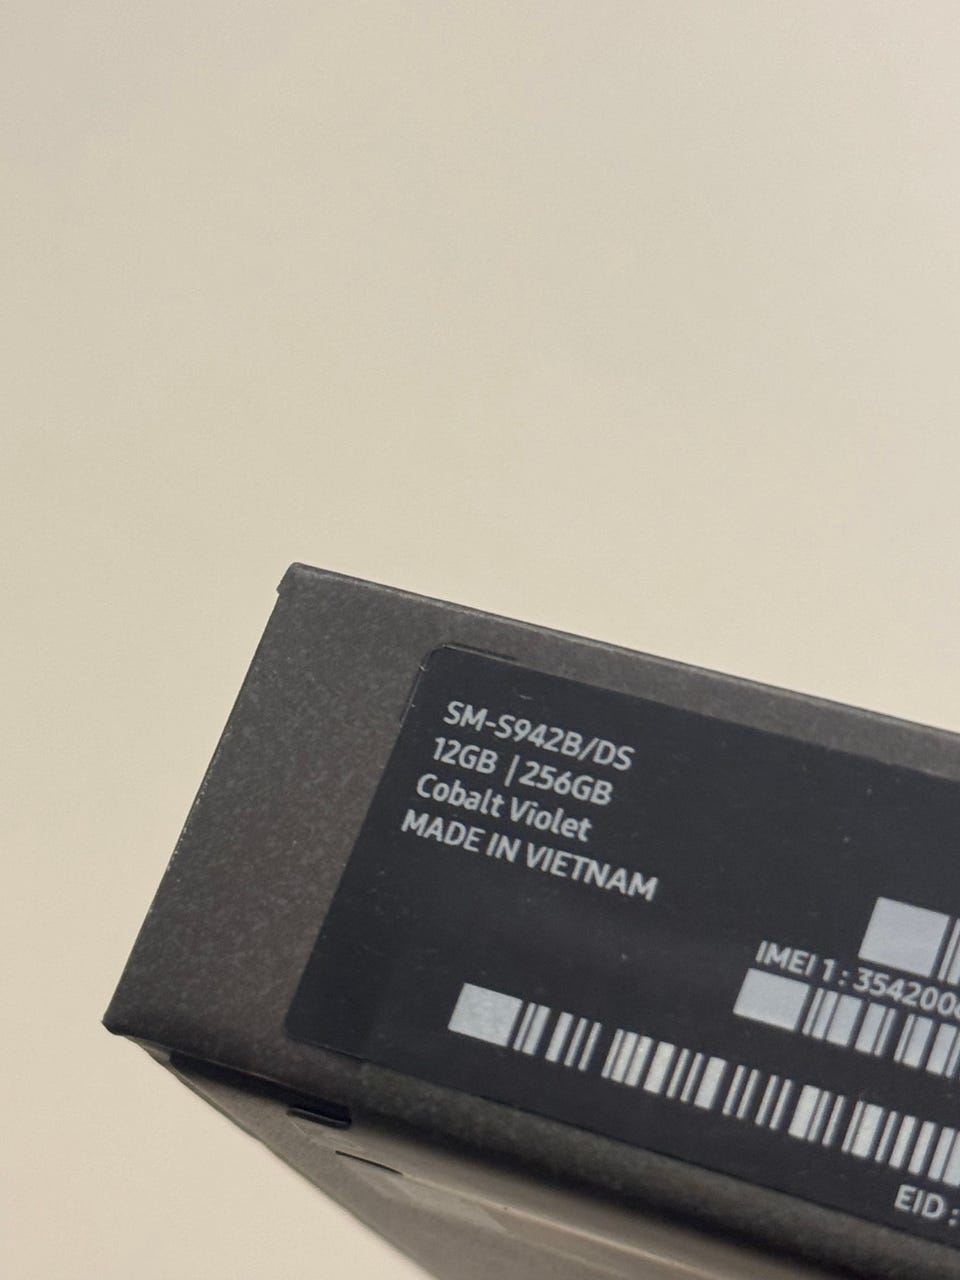 SM-S942B/DS
12GB | 256GB
Cobalt Violet
MADE IN VIETNAM
IMEI 1 : 354200
EID :